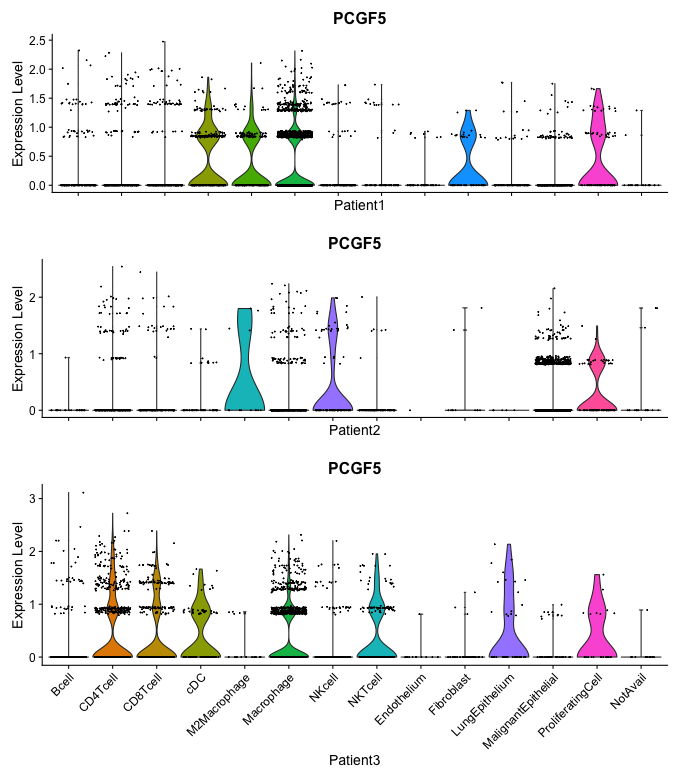 PCGF5
Expression Level
2.5
2.0
1.5
1.0
0.5
0.0
Patient1
PCGF5
Expression Level
2
1
0
Patient2
PCGF5
Expression Level
3
2
1
0
Bcell
CD4Tcell
CD8Tcell
cDC
M2Macrophage
Macrophage
NKcell
NKTcell
Endothelium
Fibroblast
LungEpithelium
MalignantEpithelial
ProliferatingCell
NotAvail
Patient3